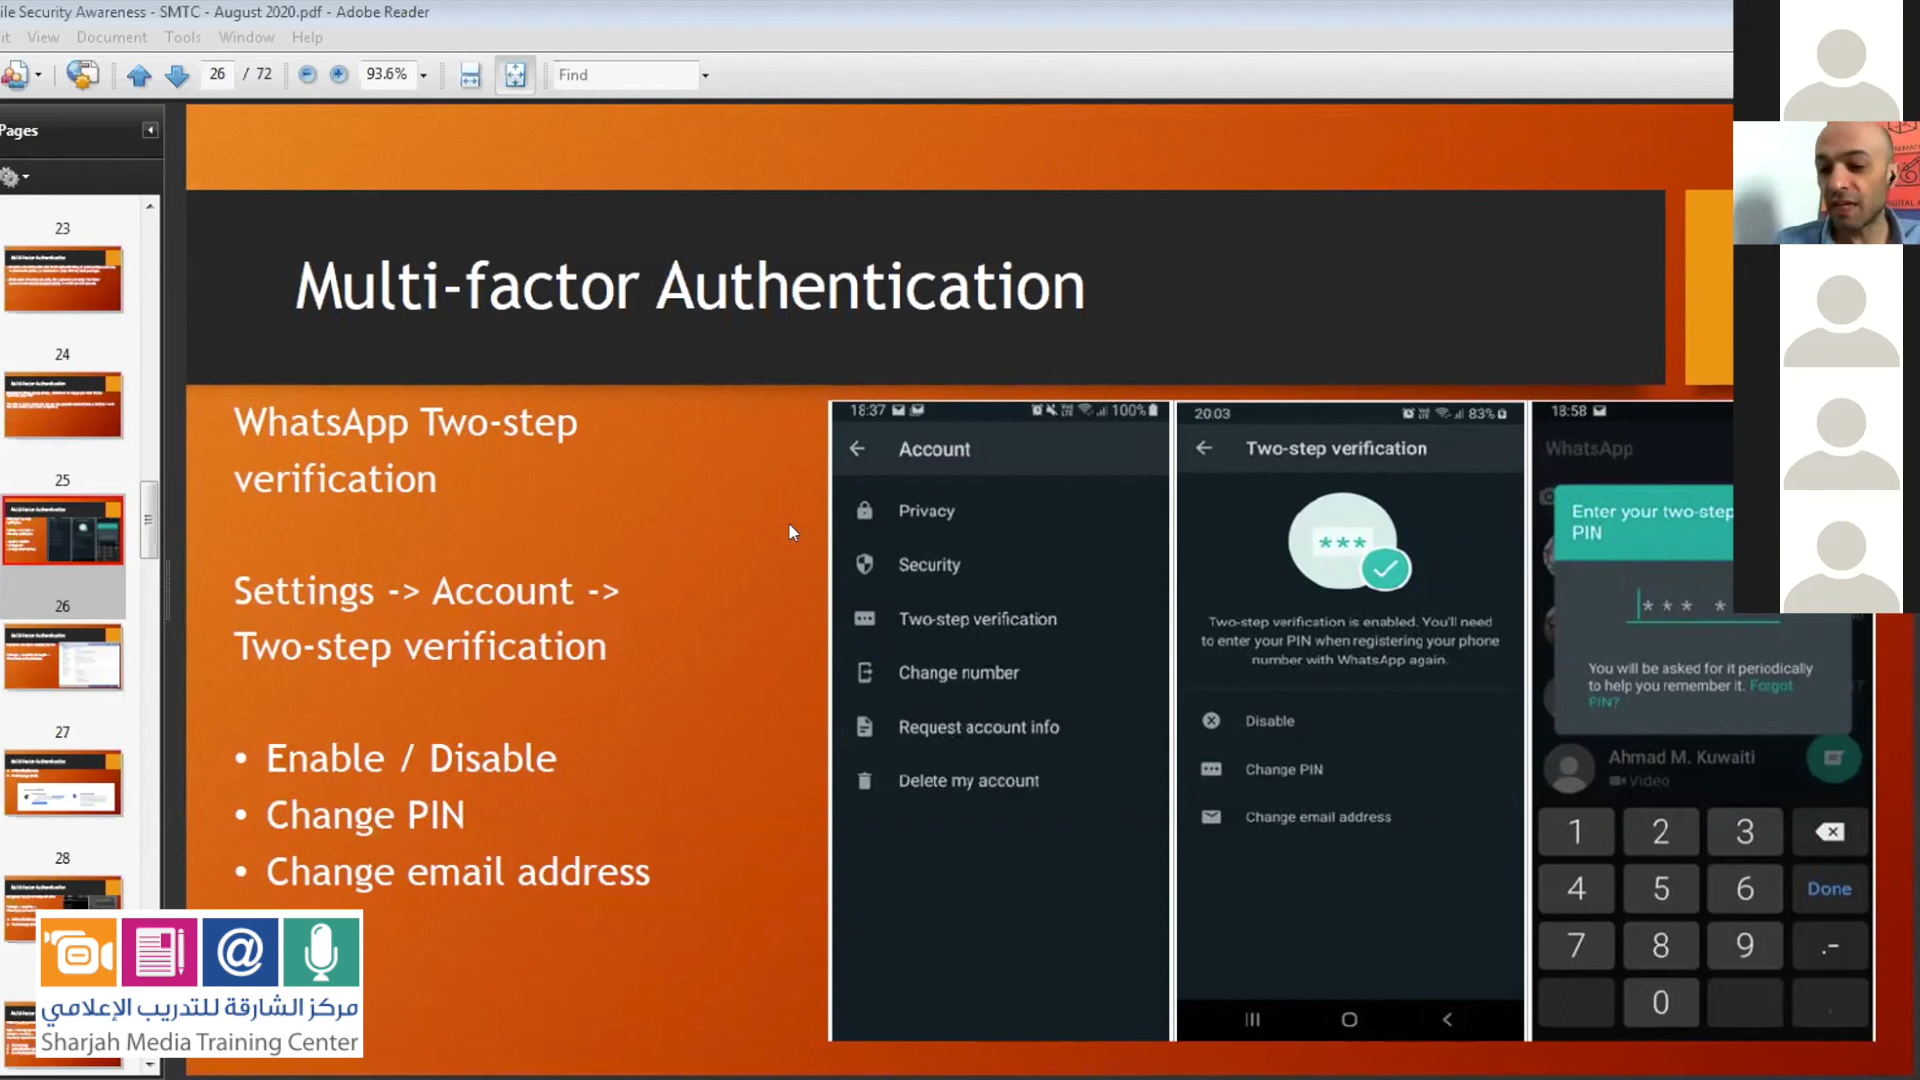 ile Security Awareness - SMTC - August 2020.pdf - Adobe Reader
it View Document Tools Window Help
26 / 72 93.6% Find
Pages
23
24
25
26
27
28
Multi-factor Authentication
WhatsApp Two-step
verification
Settings -> Account ->
Two-step verification
• Enable / Disable
• Change PIN
• Change email address
18:37 100%
Account
Privacy
Security
Two-step verification
Change number
Request account info
Delete my account
20:03 83%
Two-step verification
***
Two-step verification is enabled. You'll need
to enter your PIN when registering your phone
number with WhatsApp again.
Disable
Change PIN
Change email address
18:58
WhatsApp
Enter your two-step
PIN
*** *
You will be asked for it periodically
to help you remember it. Forgot
PIN?
Ahmad M. Kuwaiti
Video
1 2 3
4 5 6 Done
7 8 9 .-
0
مركز الشارقة للتدريب الإعلامي
Sharjah Media Training Center